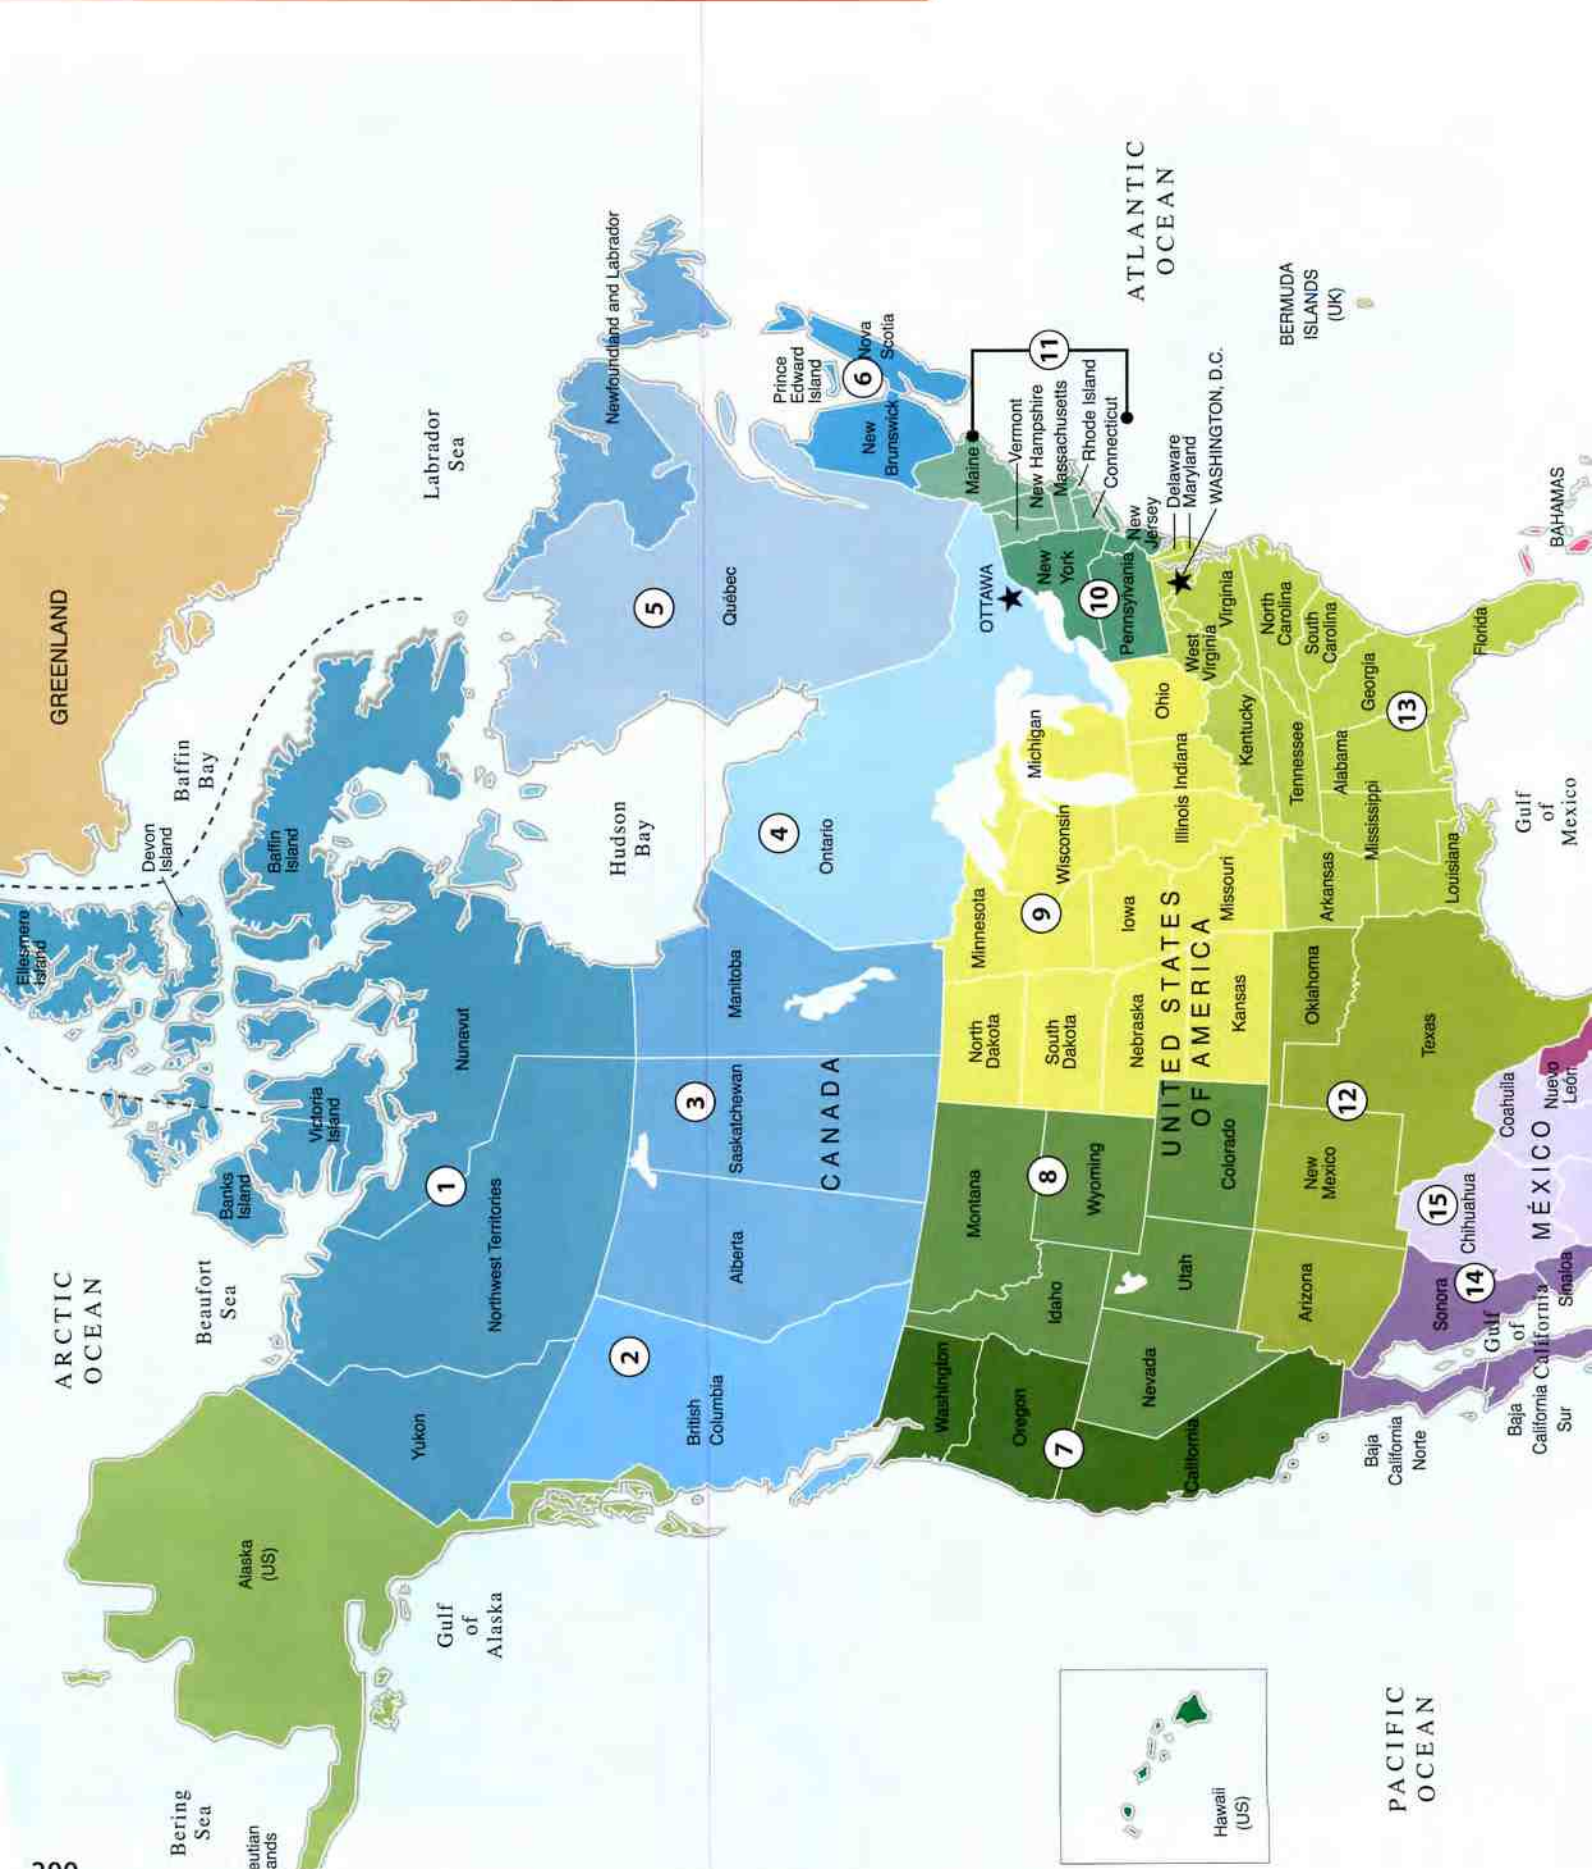 GREENLAND
ARCTIC
OCEAN
Ellesmere
Island
Devon
Island
Baffin
Bay
Bering
Sea
Beaufort
Sea
Banks
Island
Victoria
Island
Baffin
Island
Alaska
(US)
eutian
ands
Labrador
Sea
Yukon
1
Northwest Territories
Nunavut
Gulf
of
Alaska
Hudson
Bay
Newfoundland and Labrador
2
British
Columbia
Alberta
3
Saskatchewan
Manitoba
CANADA
4
Ontario
5
Québec
Prince
Edward
Island
6
Nova
Scotia
New
Brunswick
OTTAWA
Washington
Oregon
7
California
Montana
Idaho
8
Wyoming
Nevada
Utah
Colorado
North
Dakota
South
Dakota
Nebraska
Kansas
Minnesota
9
Iowa
Missouri
Wisconsin
Illinois
Indiana
Michigan
Ohio
UNITED STATES
OF AMERICA
Maine
11
Vermont
New Hampshire
Massachusetts
Rhode Island
Connecticut
New
York
10
Pennsylvania
New
Jersey
Delaware
Maryland
WASHINGTON, D.C.
ATLANTIC
OCEAN
West
Virginia
Virginia
Kentucky
Tennessee
North
Carolina
South
Carolina
Georgia
13
Alabama
Mississippi
Arkansas
Louisiana
Florida
BERMUDA
ISLANDS
(UK)
BAHAMAS
Arizona
New
Mexico
12
Oklahoma
Texas
Hawaii
(US)
PACIFIC
OCEAN
Baja
California
Norte
Sonora
14
Gulf
of
California
Baja
California
Sur
Sinaloa
15
Chihuahua
Coahuila
Nuevo
León
MÉXICO
Gulf
of
Mexico